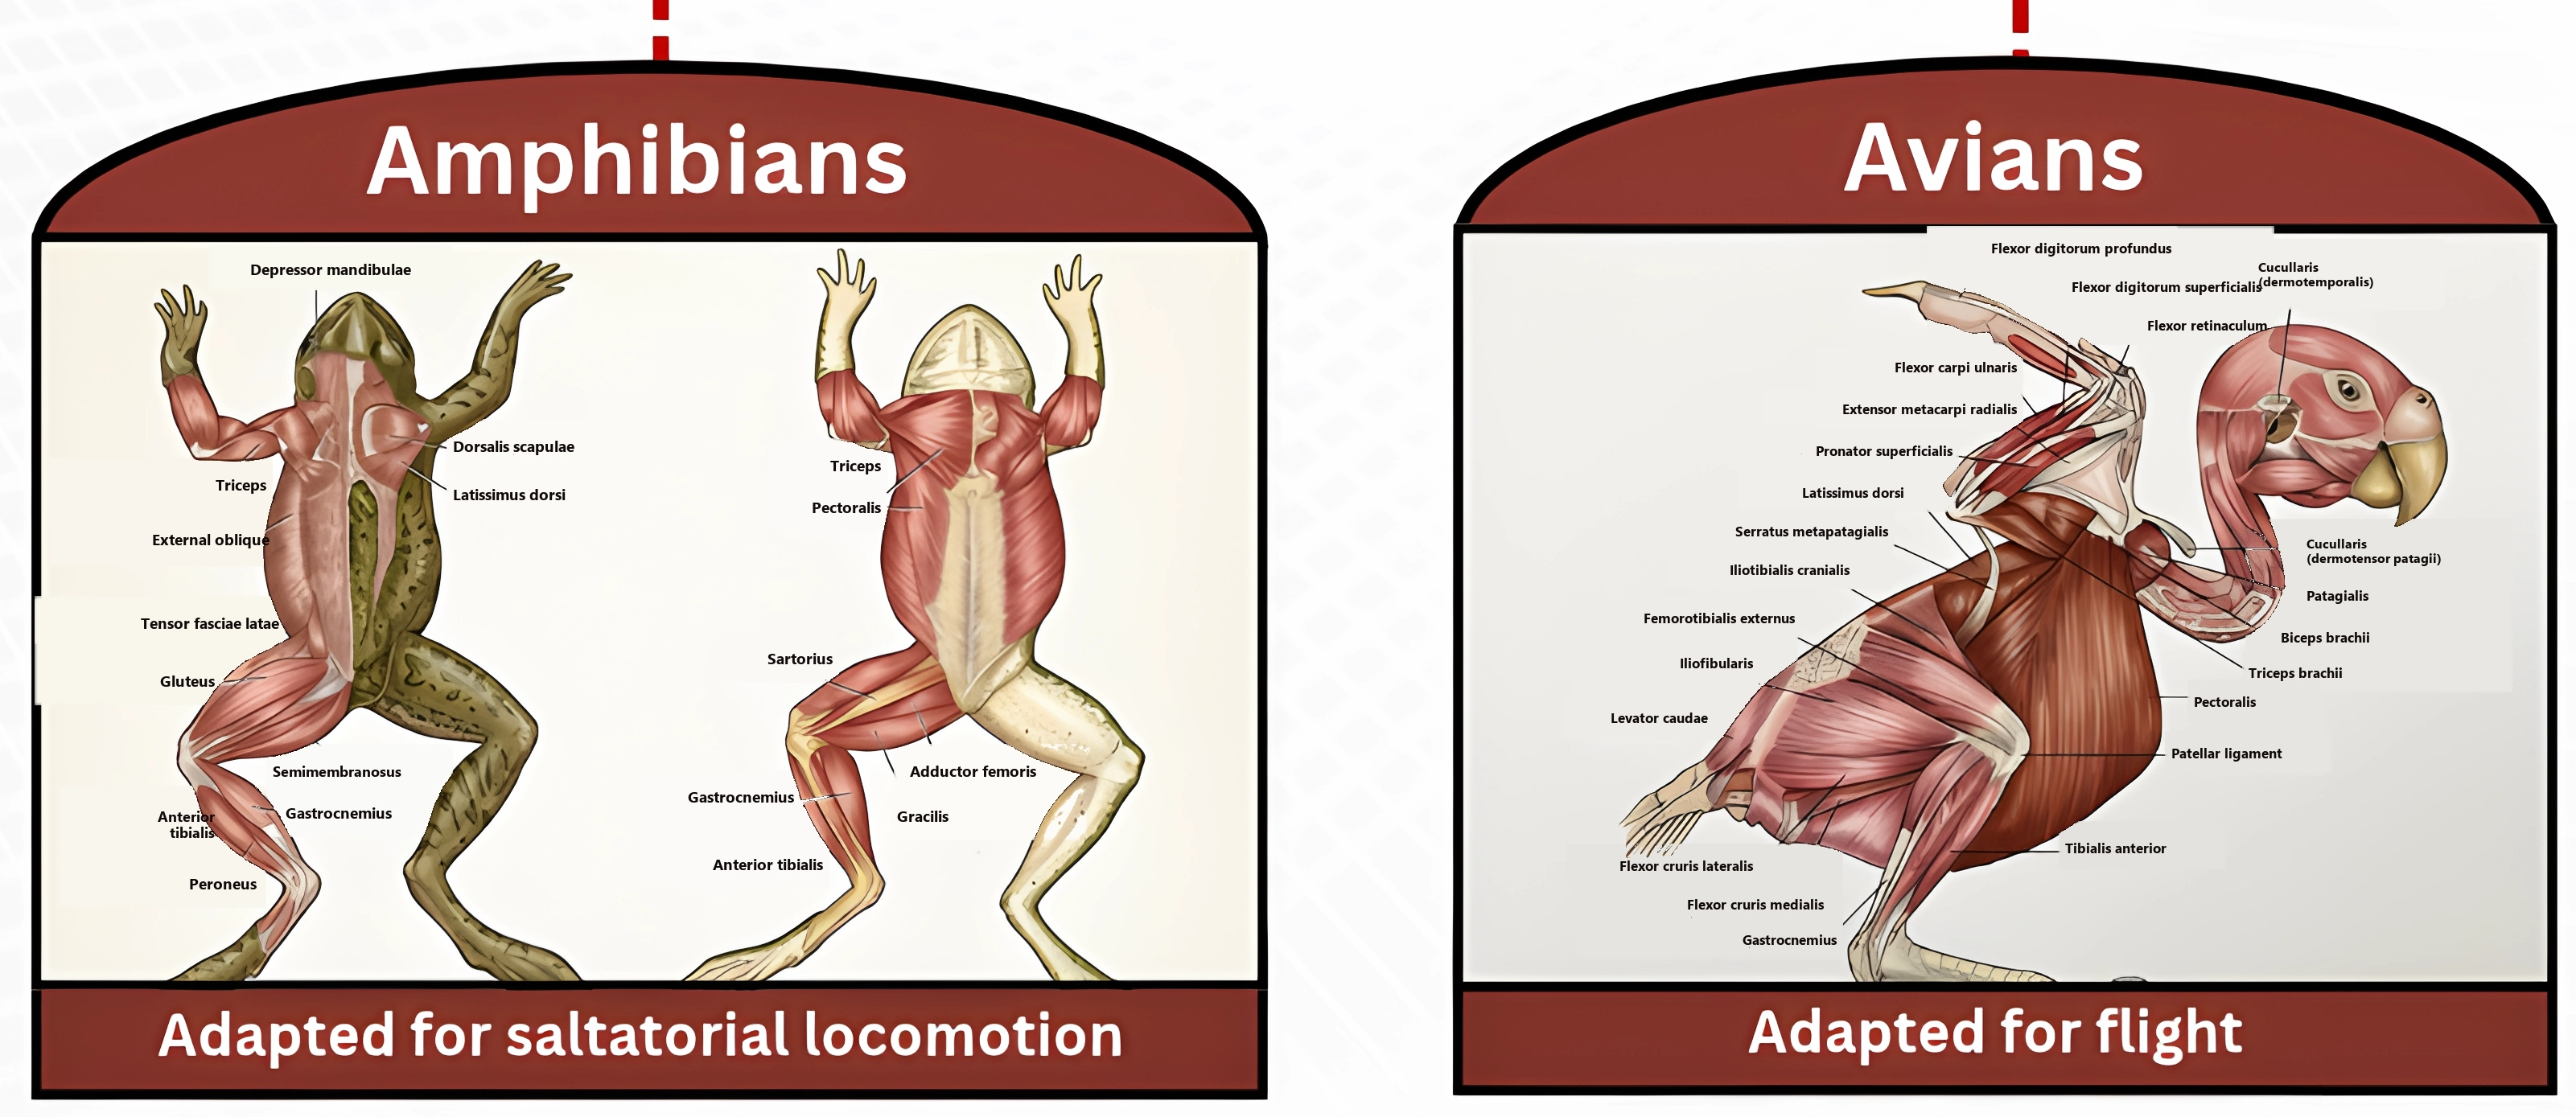 Amphibians
Depressor mandibulae
Dorsalis scapulae
Triceps
Latissimus dorsi
External oblique
Tensor fasciae latae
Gluteus
Semimembranosus
Gastrocnemius
Anterior
tibialis
Peroneus
Triceps
Pectoralis
Sartorius
Adductor femoris
Gastrocnemius
Gracilis
Anterior tibialis
Adapted for saltatorial locomotion
Avians
Flexor digitorum profundus
Cucullaris
(dermotemporalis)
Flexor digitorum superficialis
Flexor retinaculum
Flexor carpi ulnaris
Extensor metacarpi radialis
Pronator superficialis
Latissimus dorsi
Serratus metapatagialis
Iliotibialis cranialis
Femorotibialis externus
Iliofibularis
Levator caudae
Cucullaris
(dermotensor patagii)
Patagialis
Biceps brachii
Triceps brachii
Pectoralis
Patellar ligament
Tibialis anterior
Flexor cruris lateralis
Flexor cruris medialis
Gastrocnemius
Adapted for flight